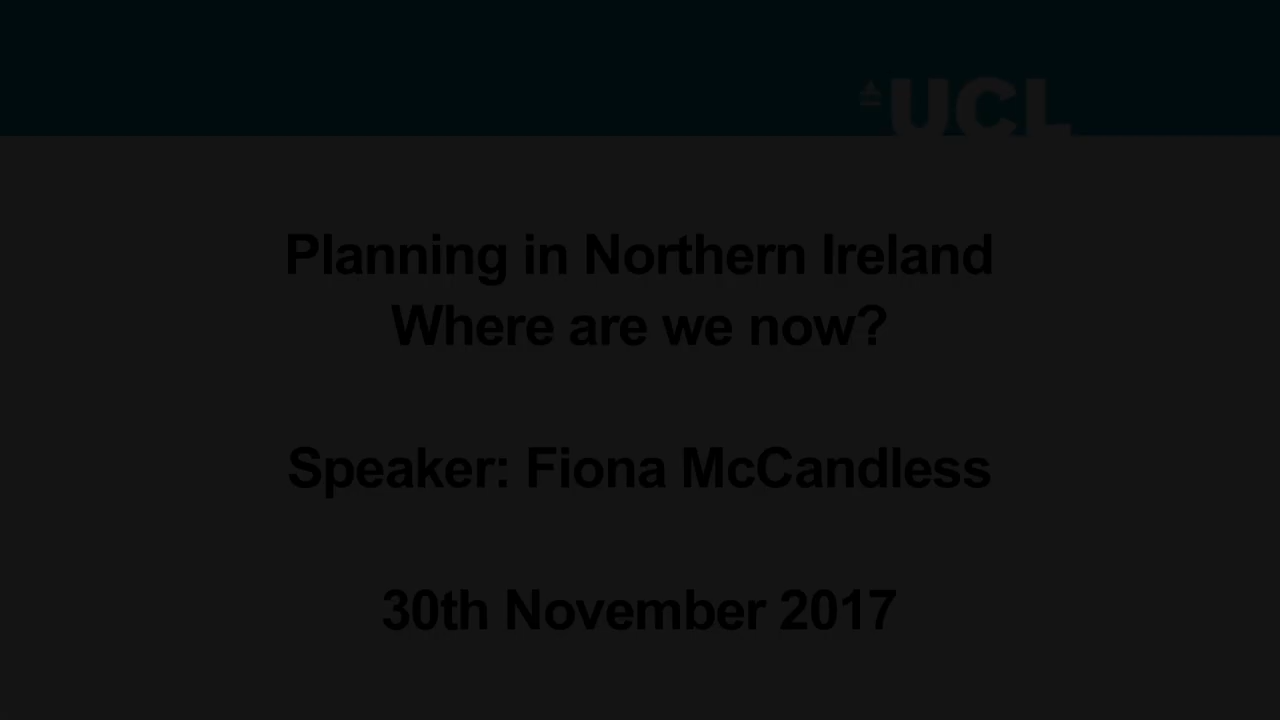 UCL
Planning in Northern Ireland
Where are we now?
Speaker: Fiona McCandless
30th November 2017